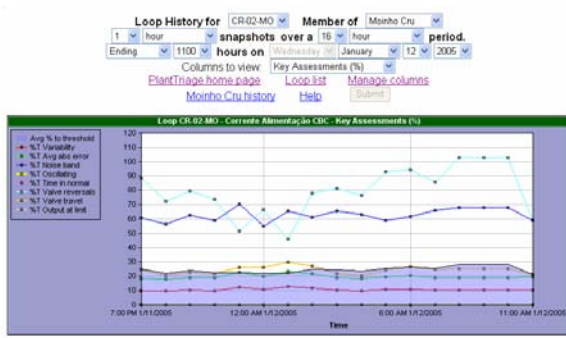 Loop History for CR-02-MO Member of Moinho Cru
1 hour snapshots over a 16 hour period.
Ending 1100 hours on Wednesday January 12 2005
Columns to view: Key Assessments (%)
PlantTriage home page Loop list Manage columns
Moinho Cru history Help Submit
Loop CR-02-MO - Corrente Alimentação CBC - Key Assessments (%)
Avg % to threshold
%T Variability
%T Avg abs error
%T Noise band
%T Oscillating
%T Time in normal
%T Valve reversals
%T Valve travel
%T Output at limit
120
110
100
90
80
70
60
50
40
30
20
10
0
7:00 PM 1/11/2005 12:00 AM 1/12/2005 6:00 AM 1/12/2005 11:00 AM 1/12/2005
Time